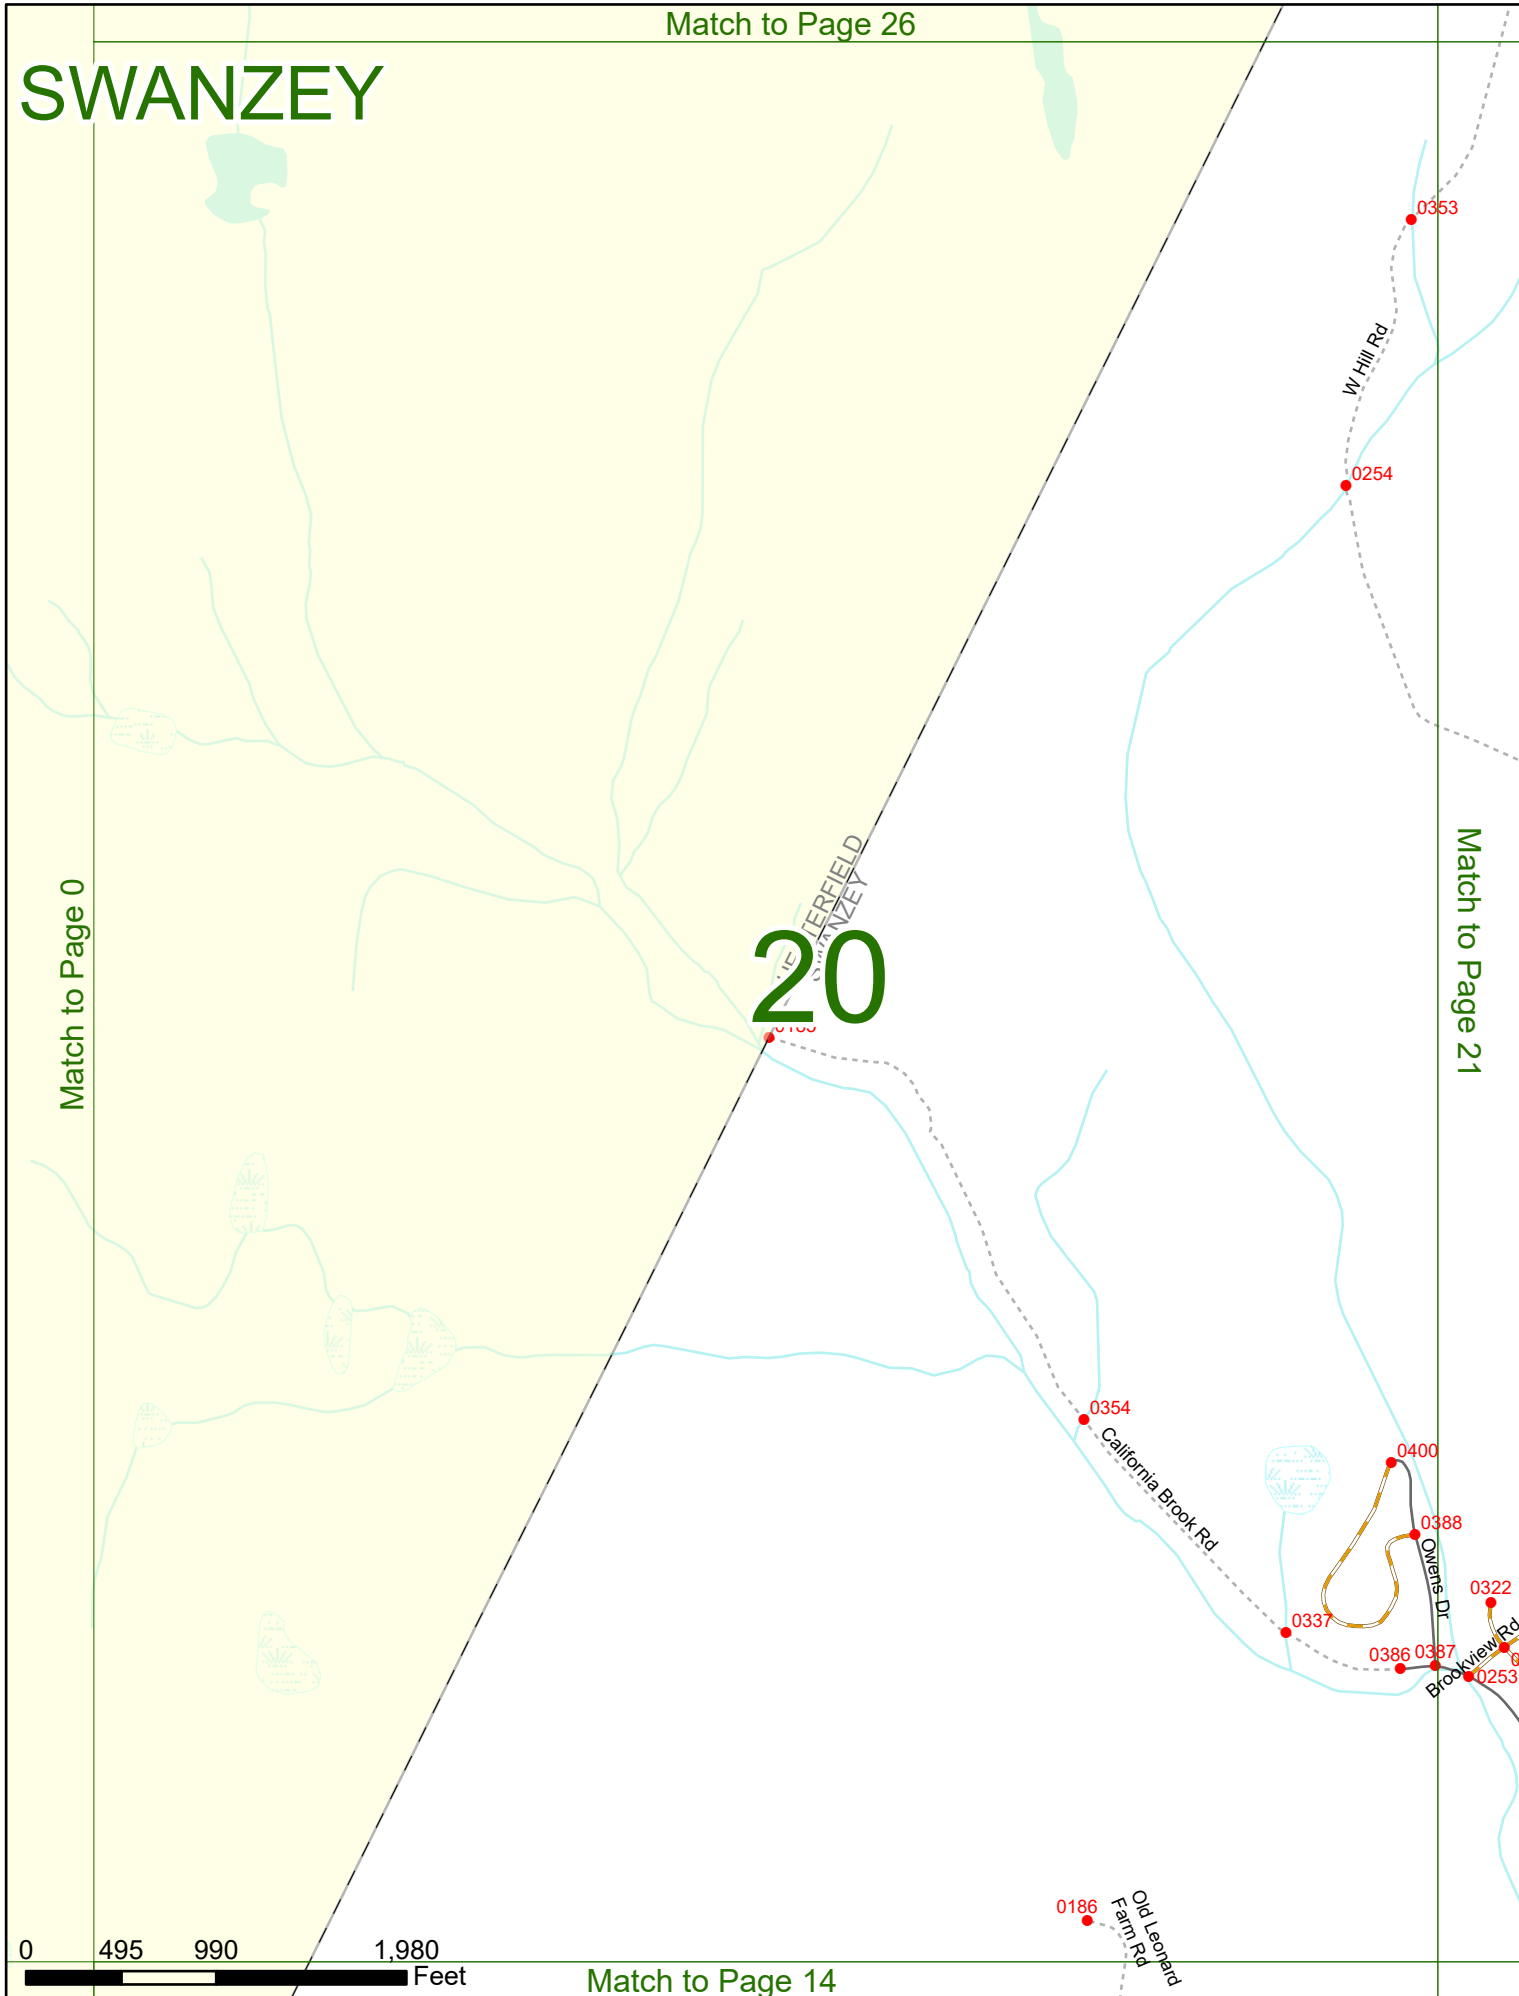 Match to Page 26
SWANZEY
0353
W Hill Rd
0254
Match to Page 0
Match to Page 21
20
0354
California Brook Rd
0400
0388
Owens Dr
0322
0337
0386
0387
Brookview Rd
0253
0186
Old Leonard
Farm Rd
0 495 990 1,980
Feet
Match to Page 14